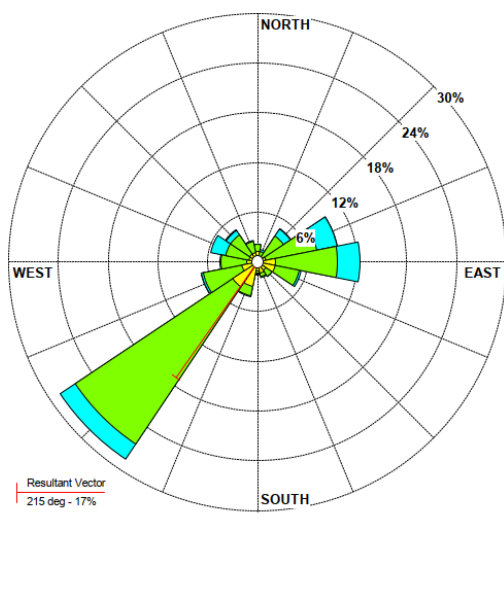 NORTH
30%
24%
18%
12%
6%
WEST
EAST
SOUTH
Resultant Vector
215 deg - 17%